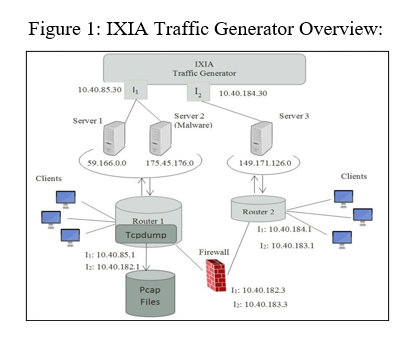 Figure 1: IXIA Traffic Generator Overview:
IXIA
Traffic Generator
10.40.85.30
I1
I2
10.40.184.30
Server 1
Server 2
(Malware)
Server 3
59.166.0.0
175.45.176.0
149.171.126.0
Clients
Clients
Router 1
Tcpdump
Router 2
I1: 10.40.184.1
I2: 10.40.183.1
I1: 10.40.85.1
I2: 10.40.182.1
Firewall
Pcap
Files
I1: 10.40.182.3
I2: 10.40.183.3